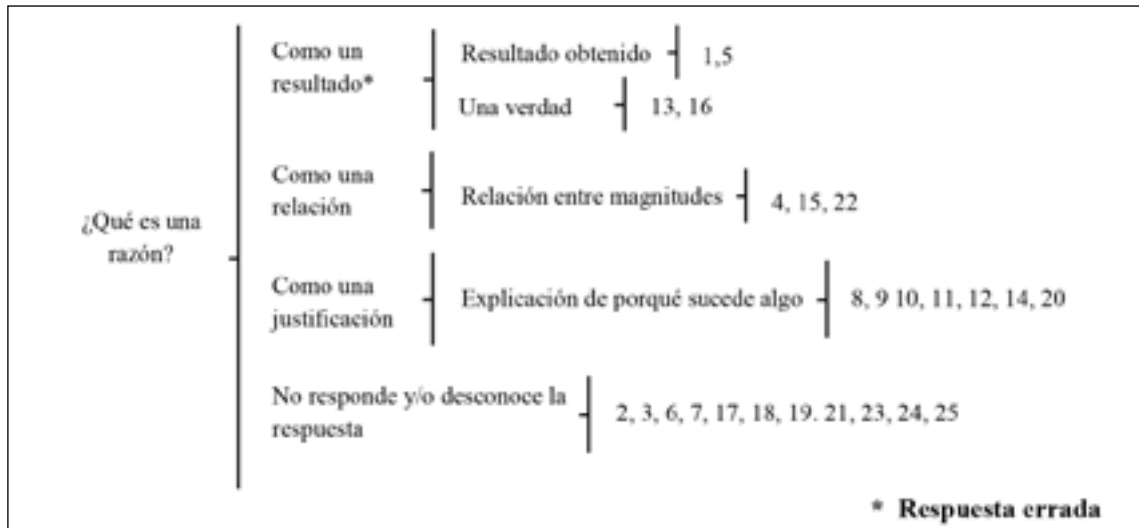 Como un
resultado*
Resultado obtenido
1,5
Una verdad
13, 16
¿Qué es una
razón?
Como una
relación
Relación entre magnitudes
4, 15, 22
Como una
justificación
Explicación de porqué sucede algo
8, 9 10, 11, 12, 14, 20
No responde y/o desconoce la
respuesta
2, 3, 6, 7, 17, 18, 19. 21, 23, 24, 25
* Respuesta errada